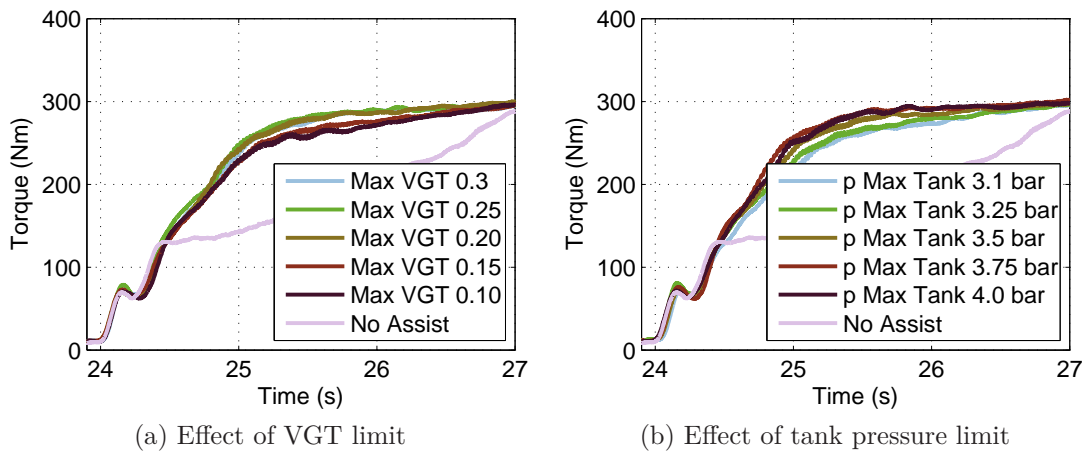 400
300
200
100
0
Torque (Nm)
24
25
26
27
Time (s)
Max VGT 0.3
Max VGT 0.25
Max VGT 0.20
Max VGT 0.15
Max VGT 0.10
No Assist
(a) Effect of VGT limit
400
300
200
100
0
Torque (Nm)
24
25
26
27
Time (s)
p Max Tank 3.1 bar
p Max Tank 3.25 bar
p Max Tank 3.5 bar
p Max Tank 3.75 bar
p Max Tank 4.0 bar
No Assist
(b) Effect of tank pressure limit